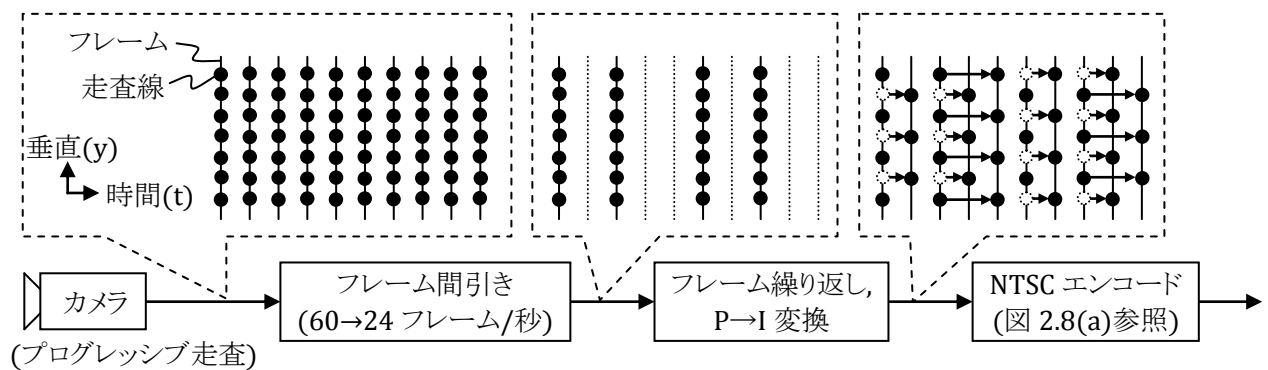 フレーム
走査線
垂直(y)
時間(t)
カメラ
(プログレッシブ走査)
フレーム間引き
(60→24 フレーム/秒)
フレーム繰り返し,
P→I 変換
NTSC エンコード
(図 2.8(a)参照)